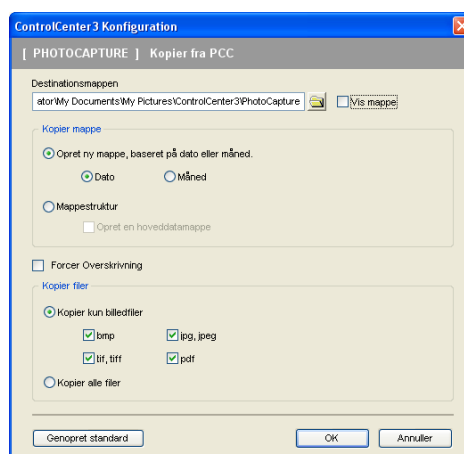 ControlCenter3 Konfiguration
[ PHOTOCAPTURE ] Kopier fra PCC
Destinationsmappen
ator\My Documents\My Pictures\ControlCenter3\PhotoCapture
Vis mappe
Kopier mappe
Opret ny mappe, baseret på dato eller måned.
Dato Måned
Mappestruktur
Opret en hoveddatamappe
Forcer Overskrivning
Kopier filer
Kopier kun billedfiler
bmp jpg, jpeg
tif, tiff pdf
Kopier alle filer
Genopret standard OK Annuller